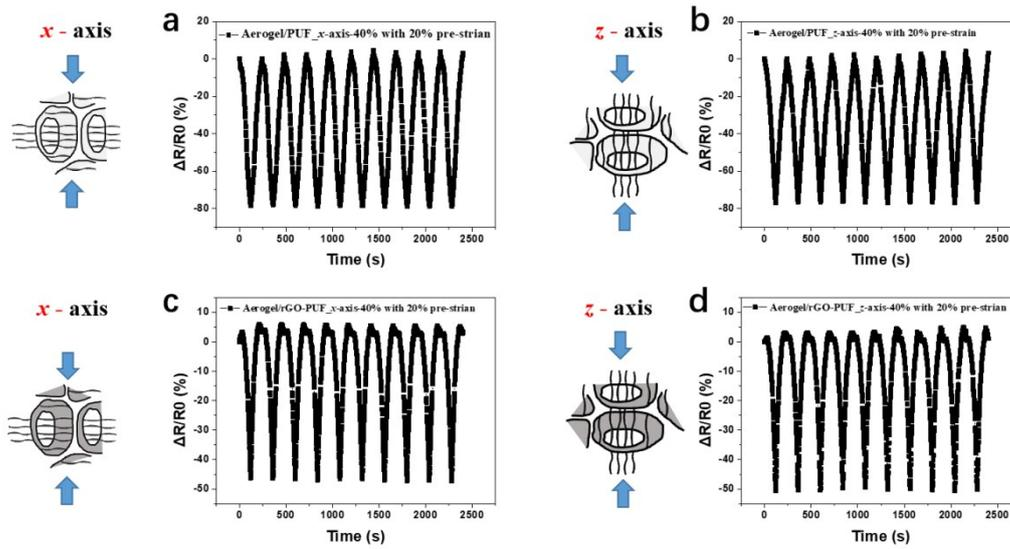 x - axis
a
Aerogel/PUF_x-axis-40% with 20% pre-strian
ΔR/R0 (%)
20
0
-20
-40
-60
-80
0 500 1000 1500 2000 2500
Time (s)
z - axis
b
Aerogel/PUF_z-axis-40% with 20% pre-strian
ΔR/R0 (%)
20
0
-20
-40
-60
-80
0 500 1000 1500 2000 2500
Time (s)
x - axis
c
Aerogel/rGO-PUF_x-axis-40% with 20% pre-strian
ΔR/R0 (%)
10
0
-10
-20
-30
-40
-50
0 500 1000 1500 2000 2500
Time (s)
z - axis
d
Aerogel/rGO-PUF_z-axis-40% with 20% pre-strian
ΔR/R0 (%)
10
0
-10
-20
-30
-40
-50
0 500 1000 1500 2000 2500
Time (s)